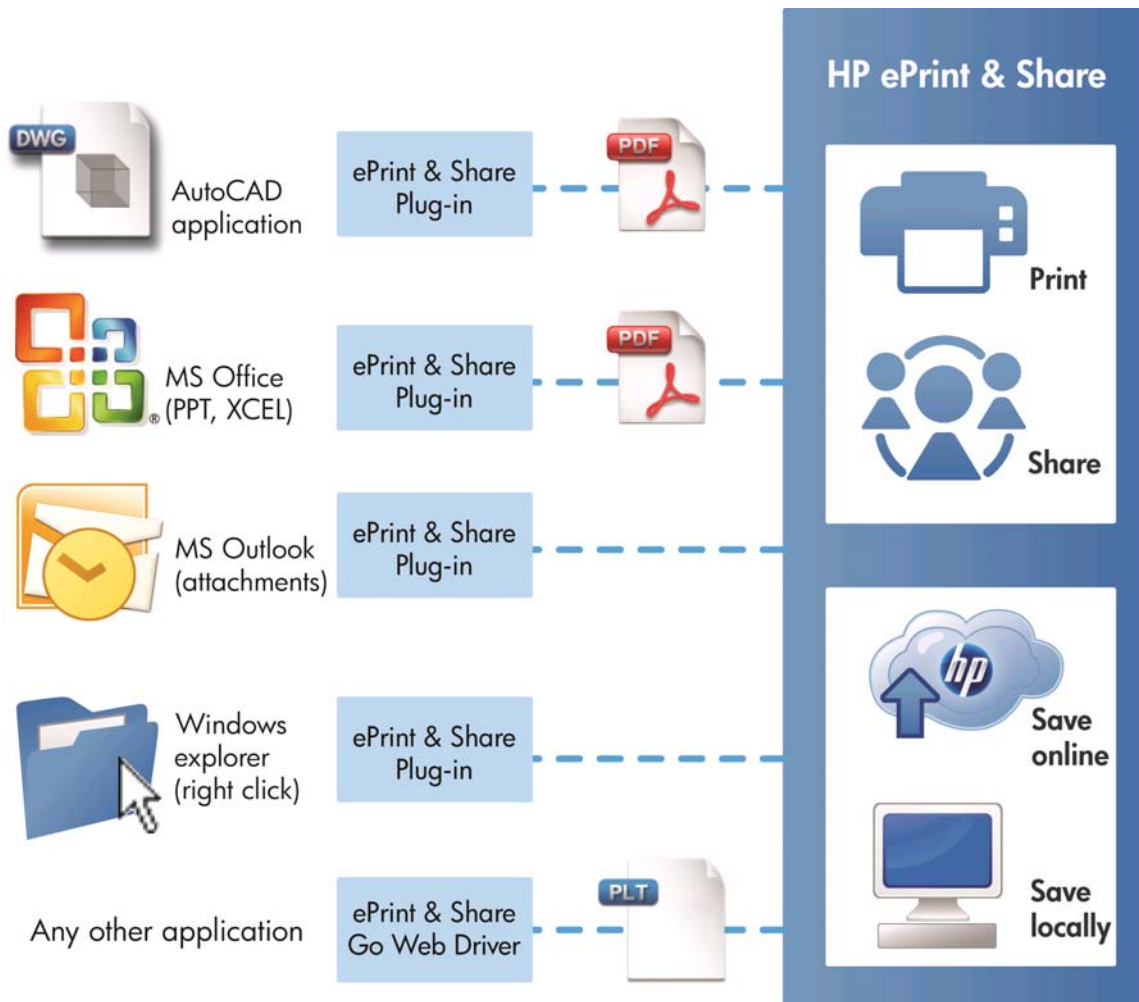 HP ePrint & Share
DWG
AutoCAD
application
ePrint & Share
Plug-in
PDF
Print
MS Office
(PPT, XCEL)
®
ePrint & Share
Plug-in
PDF
Share
MS Outlook
(attachments)
ePrint & Share
Plug-in
hp
Save
online
Windows
explorer
(right click)
ePrint & Share
Plug-in
Any other application
ePrint & Share
Go Web Driver
PLT
Save
locally